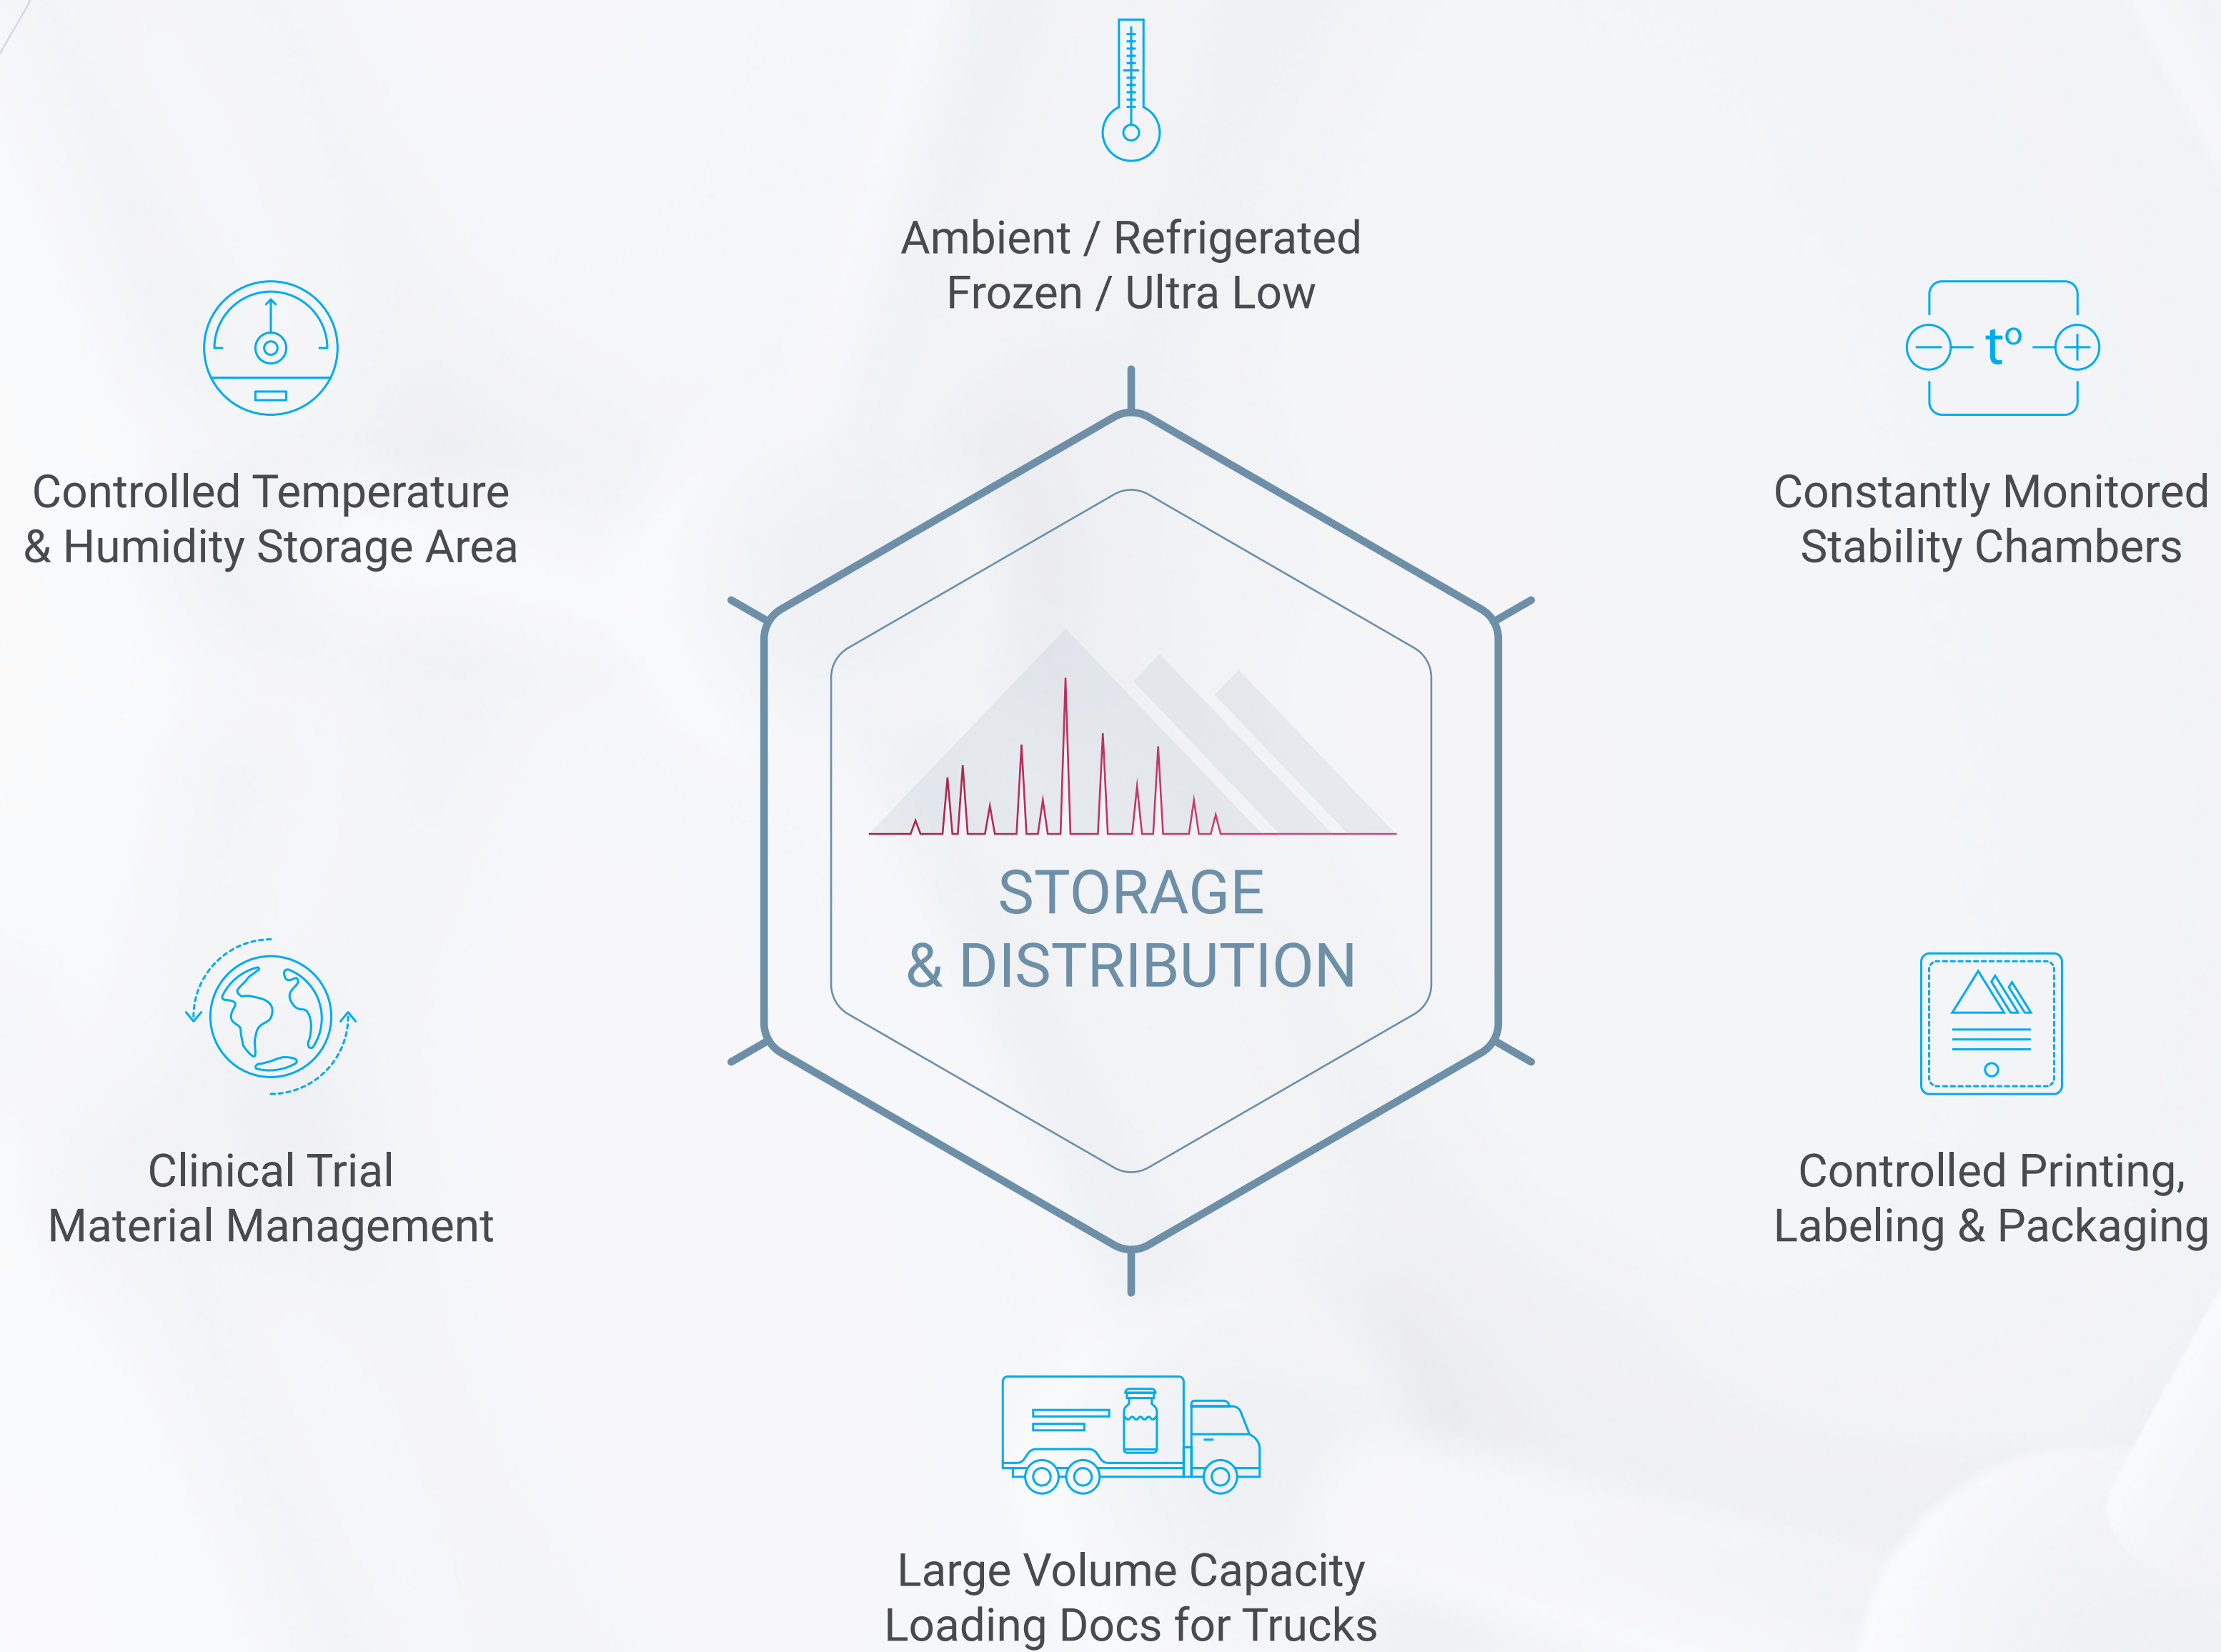 Ambient / Refrigerated
Frozen / Ultra Low
Controlled Temperature
& Humidity Storage Area
t°
Constantly Monitored
Stability Chambers
STORAGE
& DISTRIBUTION
Clinical Trial
Material Management
Controlled Printing,
Labeling & Packaging
Large Volume Capacity
Loading Docs for Trucks